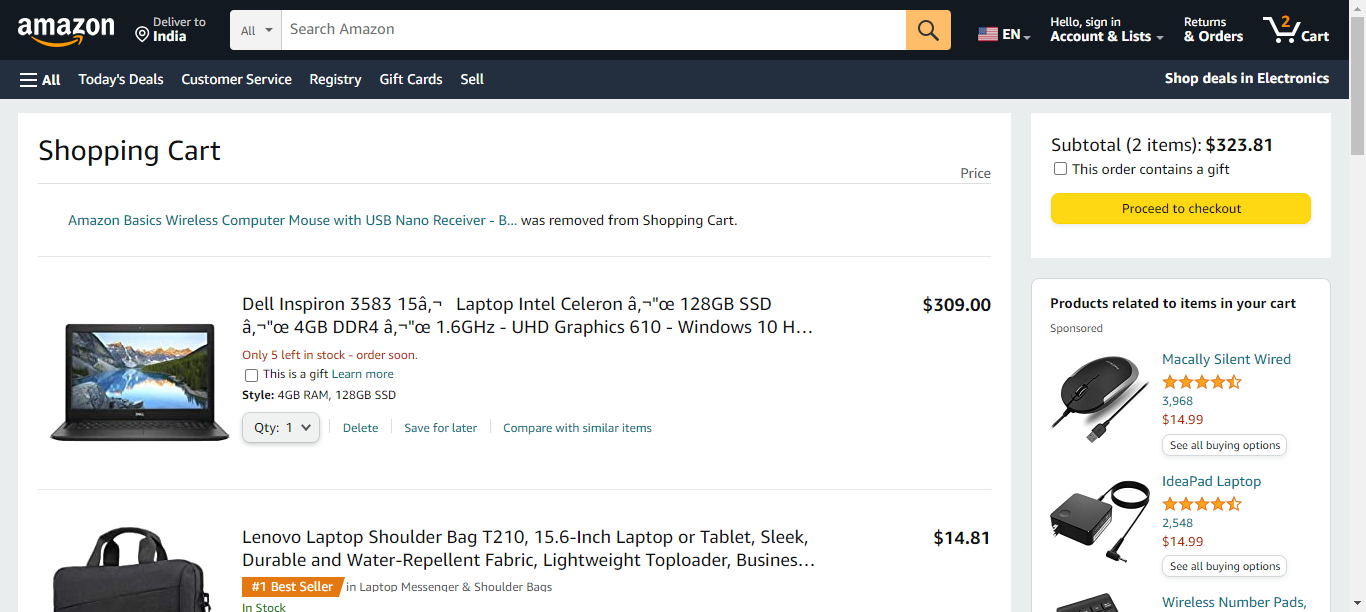 amazon
Deliver to
India
All
Search Amazon
EN
Hello, sign in
Account & Lists
Returns
& Orders
2
Cart
All
Today's Deals
Customer Service
Registry
Gift Cards
Sell
Shop deals in Electronics
Shopping Cart
Price
Amazon Basics Wireless Computer Mouse with USB Nano Receiver - B... was removed from Shopping Cart.
Dell Inspiron 3583 15â‚¬ Laptop Intel Celeron â‚¬"œ 128GB SSD
â‚¬"œ 4GB DDR4 â‚¬"œ 1.6GHz - UHD Graphics 610 - Windows 10 H...
$309.00
Only 5 left in stock - order soon.
This is a gift Learn more
Style: 4GB RAM, 128GB SSD
Qty: 1
Delete
Save for later
Compare with similar items
Lenovo Laptop Shoulder Bag T210, 15.6-Inch Laptop or Tablet, Sleek,
Durable and Water-Repellent Fabric, Lightweight Toploader, Busines...
$14.81
#1 Best Seller in Laptop Messenger & Shoulder Bags
In Stock
Subtotal (2 items): $323.81
This order contains a gift
Proceed to checkout
Products related to items in your cart
Sponsored
Macally Silent Wired
3,968
$14.99
See all buying options
IdeaPad Laptop
2,548
$14.99
See all buying options
Wireless Number Pads,